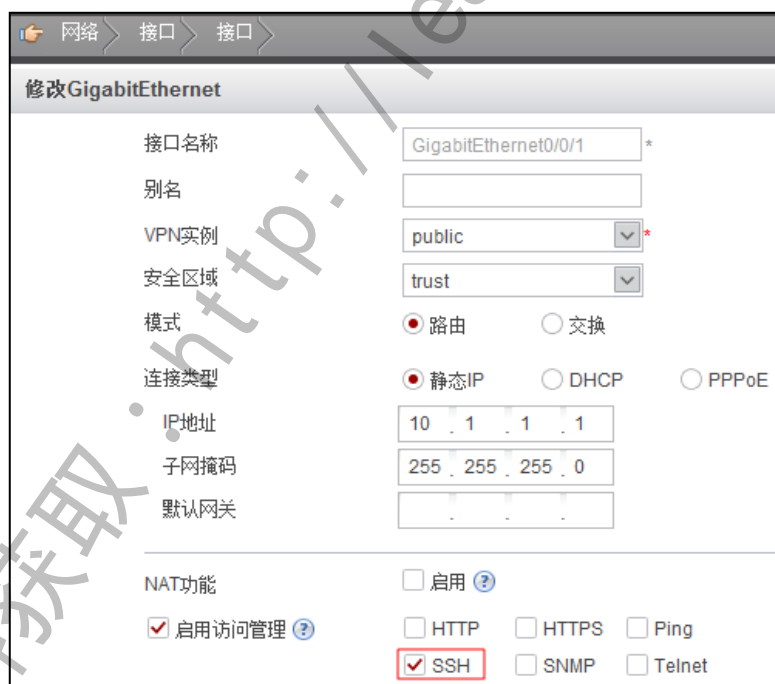 网络 接口 接口
修改GigabitEthernet
接口名称 GigabitEthernet0/0/1 *
别名
VPN实例 public *
安全区域 trust
模式 路由 交换
连接类型 静态IP DHCP PPPoE
IP地址 10 . 1 . 1 . 1
子网掩码 255 . 255 . 255 . 0
默认网关 . . .
NAT功能 启用 ?
启用访问管理 ? HTTP HTTPS Ping
SSH SNMP Telnet
获取:http://lea